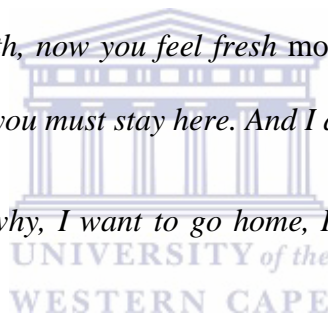 th, now you feel fresh mo
you must stay here. And I a
why, I want to go home, I
UNIVERSITY of the
WESTERN CAPE